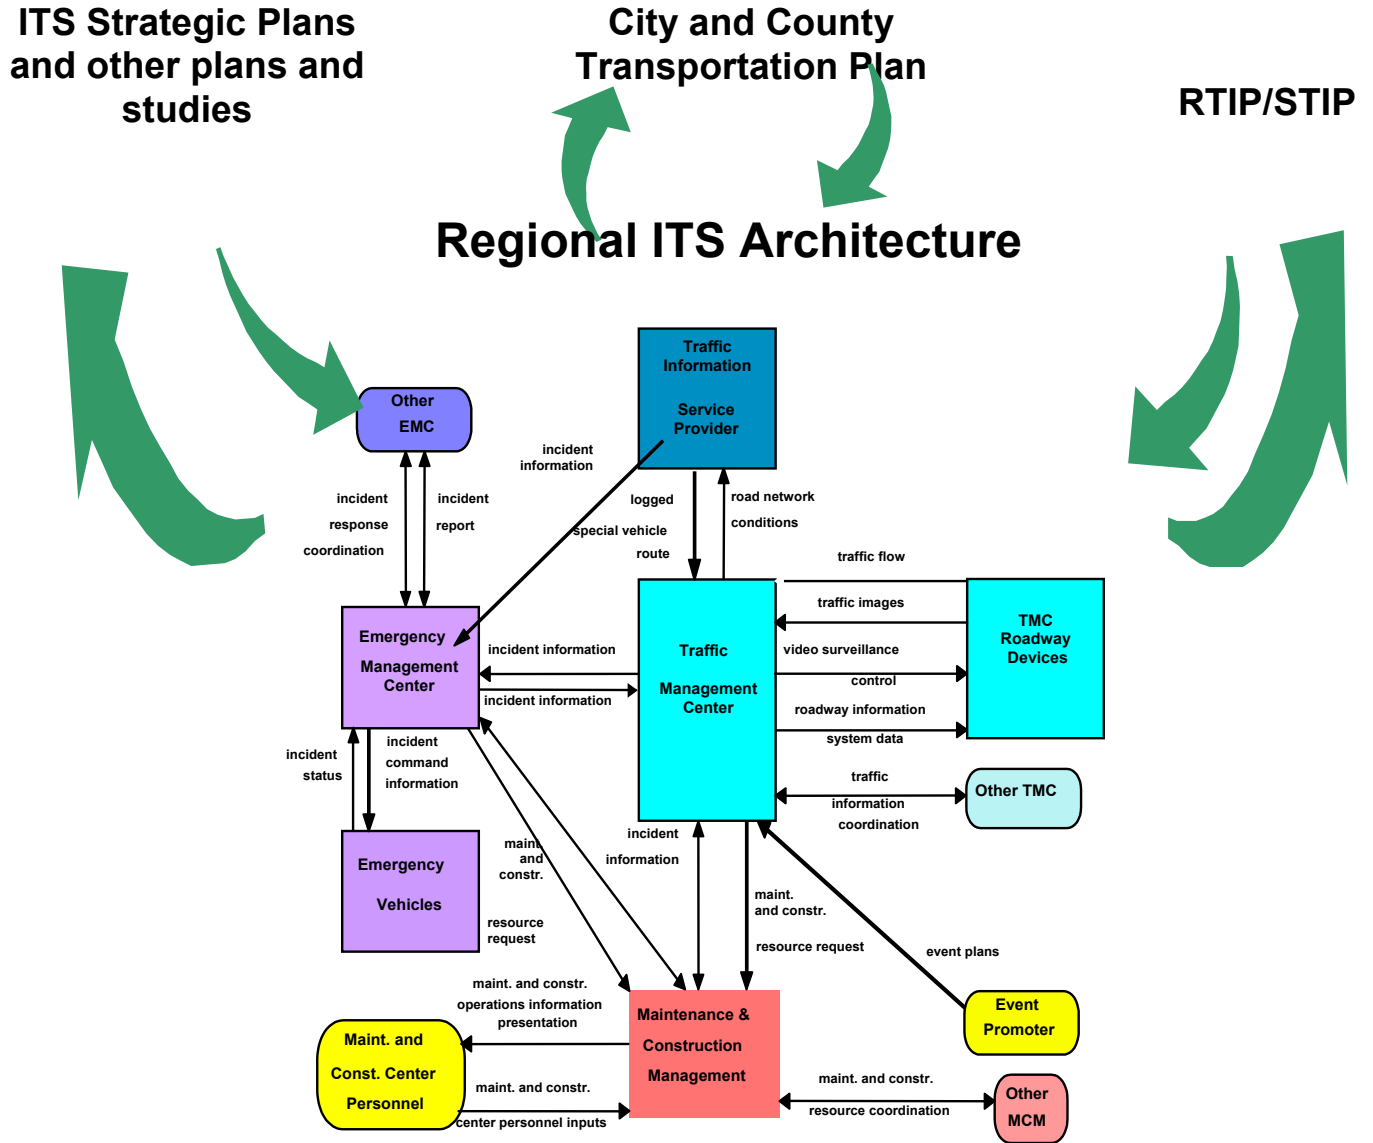 ITS Strategic Plans
and other plans and
studies
City and County
Transportation Plan
RTIP/STIP
Regional ITS Architecture
Traffic
Information
Service
Provider
Other
EMC
incident
information
incident
response
coordination
incident
report
logged
special vehicle
route
road network
conditions
traffic flow
traffic images
video surveillance
control
roadway information
system data
TMC
Roadway
Devices
Emergency
Management
Center
incident information
incident information
Traffic
Management
Center
incident
status
incident
command
information
traffic
information
coordination
Other TMC
Emergency
Vehicles
maint.
and
constr.
resource
request
incident
information
maint.
and constr.
resource request
event plans
Event
Promoter
maint. and constr.
operations information
presentation
Maint. and
Const. Center
Personnel
maint. and constr.
center personnel inputs
Maintenance &
Construction
Management
maint. and constr.
resource coordination
Other
MCM